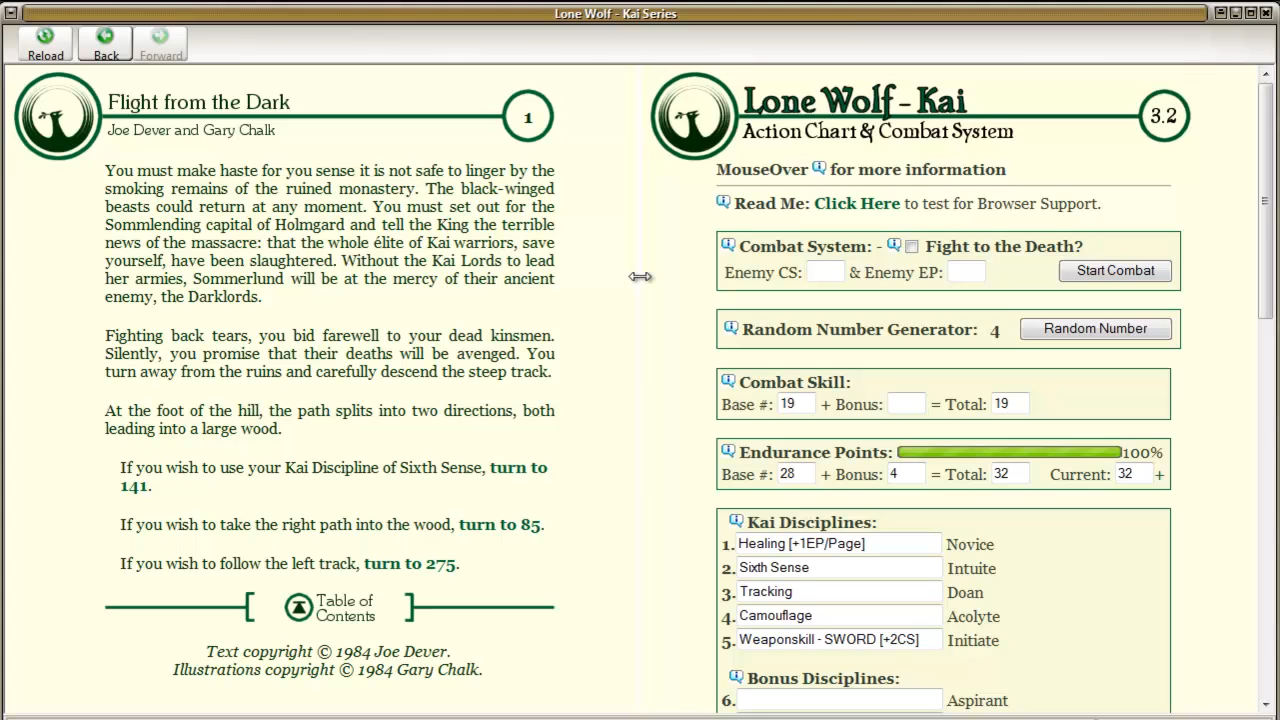 Lone Wolf - Kai Series
Reload Back Forward
Flight from the Dark
Joe Dever and Gary Chalk
1
You must make haste for you sense it is not safe to linger by the
smoking remains of the ruined monastery. The black-winged
beasts could return at any moment. You must set out for the
Sommlending capital of Holmgard and tell the King the terrible
news of the massacre: that the whole élite of Kai warriors, save
yourself, have been slaughtered. Without the Kai Lords to lead
her armies, Sommerlund will be at the mercy of their ancient
enemy, the Darklords.
Fighting back tears, you bid farewell to your dead kinsmen.
Silently, you promise that their deaths will be avenged. You
turn away from the ruins and carefully descend the steep track.
At the foot of the hill, the path splits into two directions, both
leading into a large wood.
If you wish to use your Kai Discipline of Sixth Sense, turn to
141.
If you wish to take the right path into the wood, turn to 85.
If you wish to follow the left track, turn to 275.
Table of
Contents
Text copyright © 1984 Joe Dever.
Illustrations copyright © 1984 Gary Chalk.
Lone Wolf - Kai
Action Chart & Combat System
3.2
MouseOver for more information
Read Me: Click Here to test for Browser Support.
Combat System: - Fight to the Death?
Enemy CS: & Enemy EP: Start Combat
Random Number Generator: 4 Random Number
Combat Skill:
Base #: 19 + Bonus: = Total: 19
Endurance Points: 100%
Base #: 28 + Bonus: 4 = Total: 32 Current: 32 +
Kai Disciplines:
1. Healing [+1EP/Page] Novice
2. Sixth Sense Intuite
3. Tracking Doan
4. Camouflage Acolyte
5. Weaponskill - SWORD [+2CS] Initiate
Bonus Disciplines:
6. Aspirant